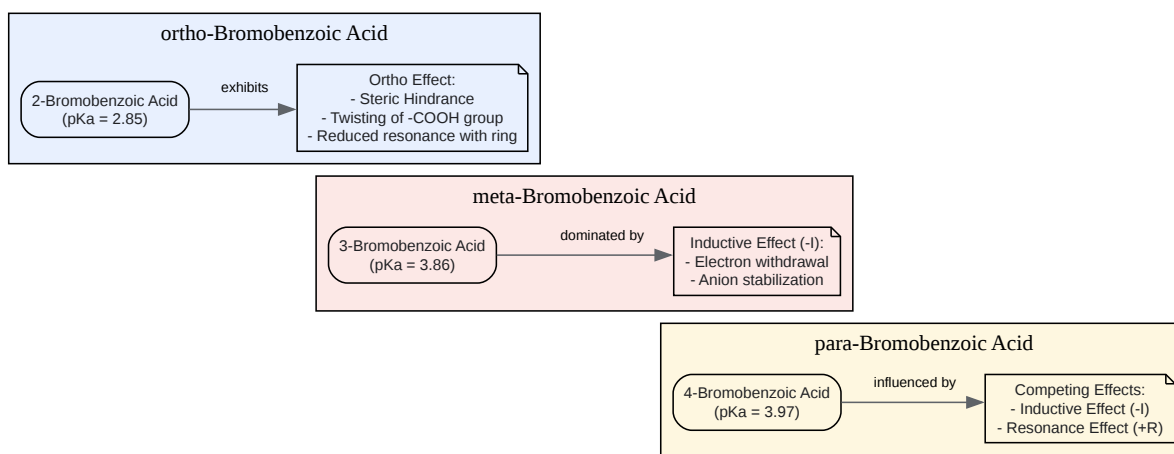 ortho-Bromobenzoic Acid
2-Bromobenzoic Acid
(pKa = 2.85)
exhibits
Ortho Effect:
- Steric Hindrance
- Twisting of -COOH group
- Reduced resonance with ring
meta-Bromobenzoic Acid
3-Bromobenzoic Acid
(pKa = 3.86)
dominated by
Inductive Effect (-I):
- Electron withdrawal
- Anion stabilization
para-Bromobenzoic Acid
4-Bromobenzoic Acid
(pKa = 3.97)
influenced by
Competing Effects:
- Inductive Effect (-I)
- Resonance Effect (+R)